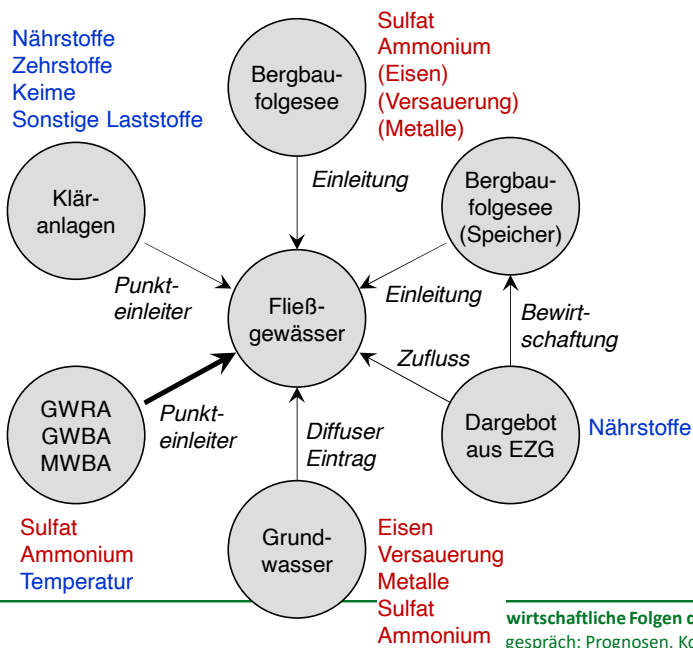 Nährstoffe
Zehrstoffe
Keime
Sonstige Laststoffe
Sulfat
Ammonium
(Eisen)
(Versauerung)
(Metalle)
Bergbau-
folgesee
Einleitung
Klär-
anlagen
Punkt-
einleiter
Bergbau-
folgesee
(Speicher)
Einleitung
Fließ-
gewässer
Bewirt-
schaftung
Zufluss
GWRA
GWBA
MWBA
Punkt-
einleiter
Diffuser
Eintrag
Dargebot
aus EZG
Nährstoffe
Sulfat
Ammonium
Temperatur
Grund-
wasser
Eisen
Versauerung
Metalle
Sulfat
Ammonium
wirtschaftliche Folgen
gespräch: Prognosen,